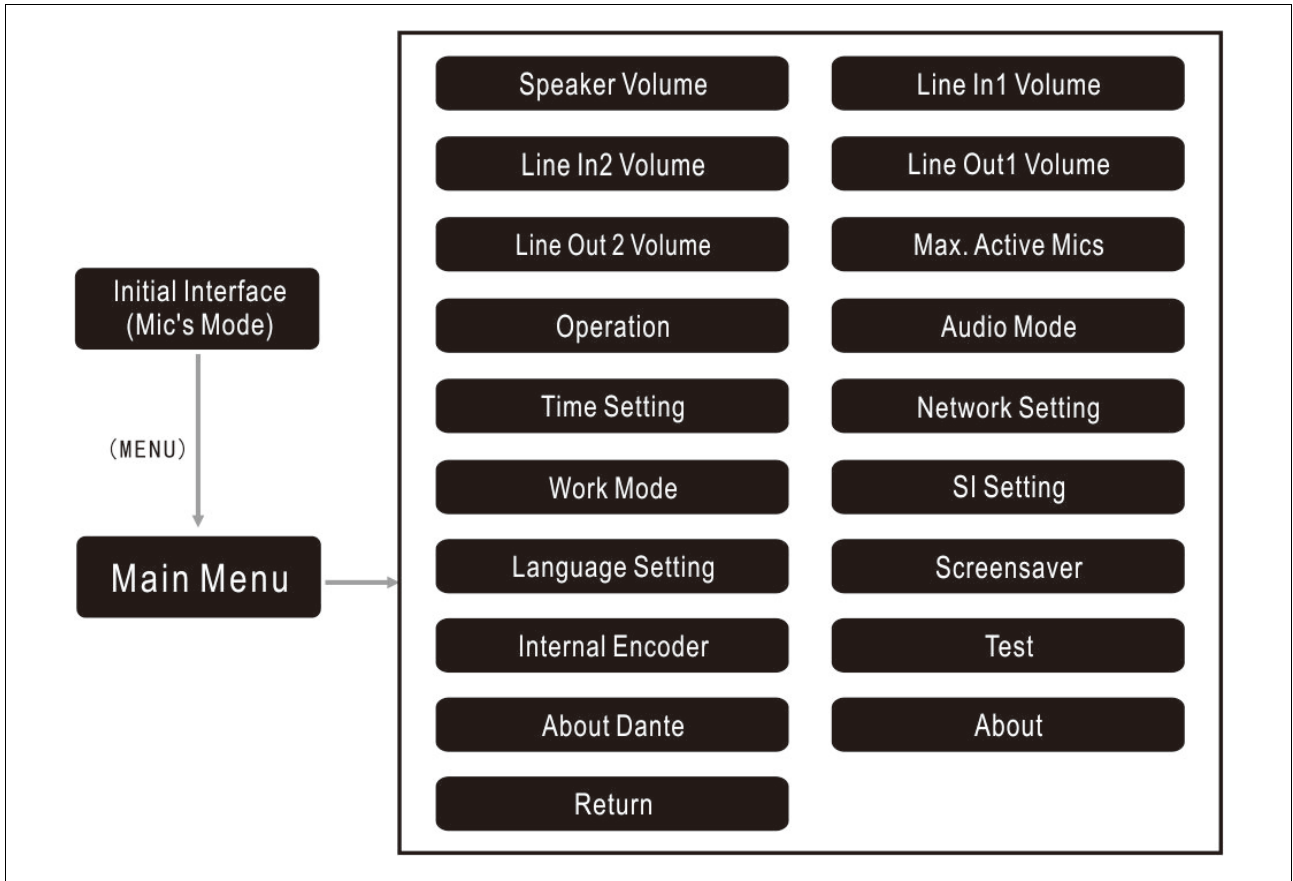 Initial Interface
(Mic's Mode)
(MENU)
Main Menu
Speaker Volume
Line In1 Volume
Line In2 Volume
Line Out1 Volume
Line Out 2 Volume
Max. Active Mics
Operation
Audio Mode
Time Setting
Network Setting
Work Mode
SI Setting
Language Setting
Screensaver
Internal Encoder
Test
About Dante
About
Return